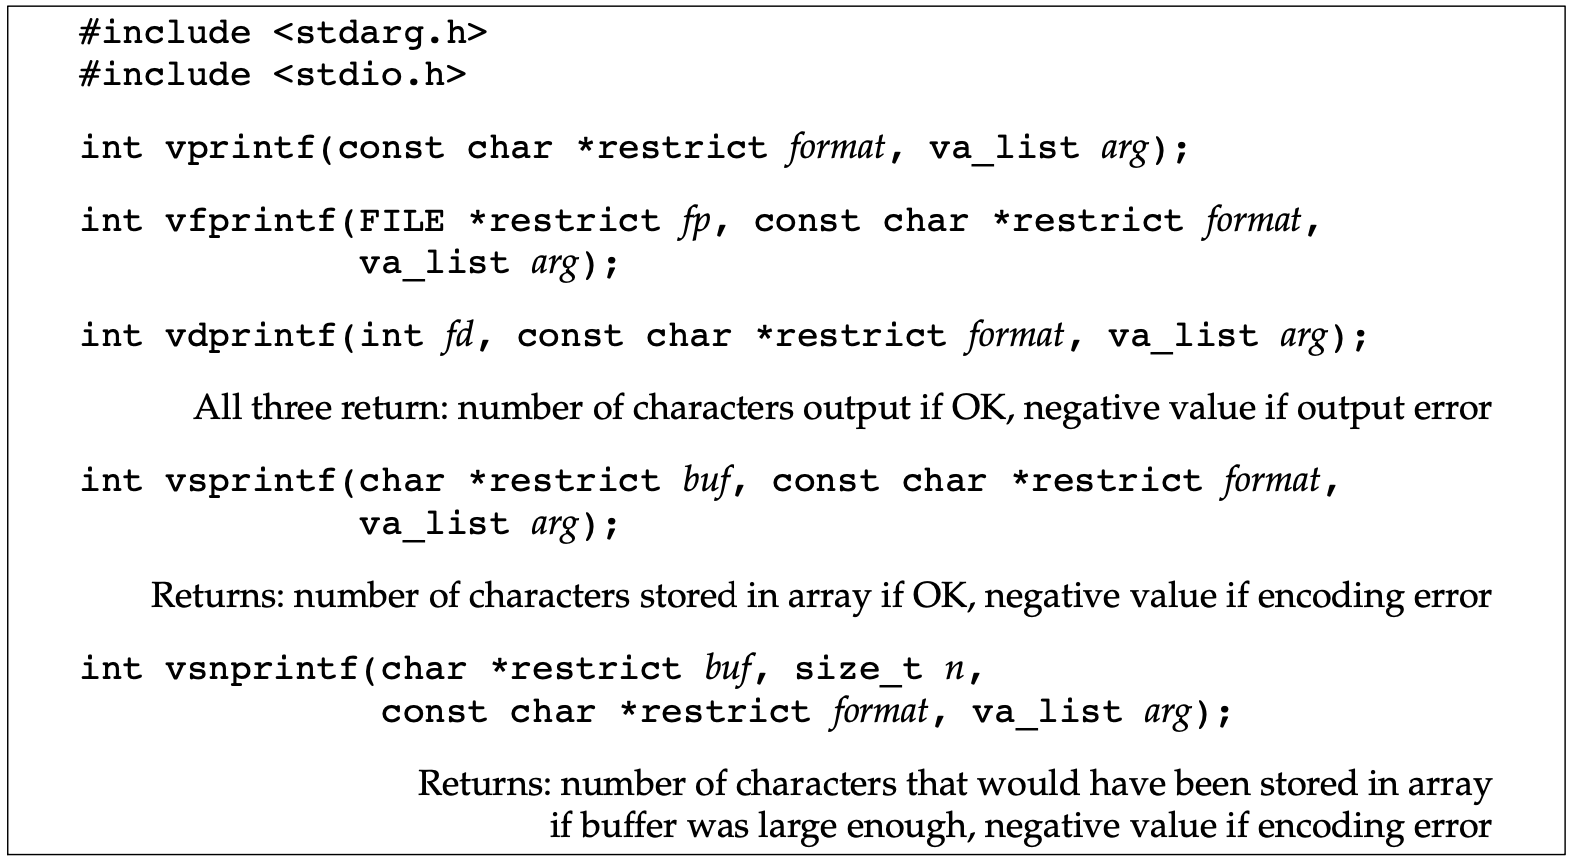 #include <stdarg.h>
#include <stdio.h>
int vprintf(const char *restrict format, va_list arg);
int vfprintf(FILE *restrict fp, const char *restrict format,
va_list arg);
int vdprintf(int fd, const char *restrict format, va_list arg);
All three return: number of characters output if OK, negative value if output error
int vsprintf(char *restrict buf, const char *restrict format,
va_list arg);
Returns: number of characters stored in array if OK, negative value if encoding error
int vsnprintf(char *restrict buf, size_t n,
const char *restrict format, va_list arg);
Returns: number of characters that would have been stored in array
if buffer was large enough, negative value if encoding error